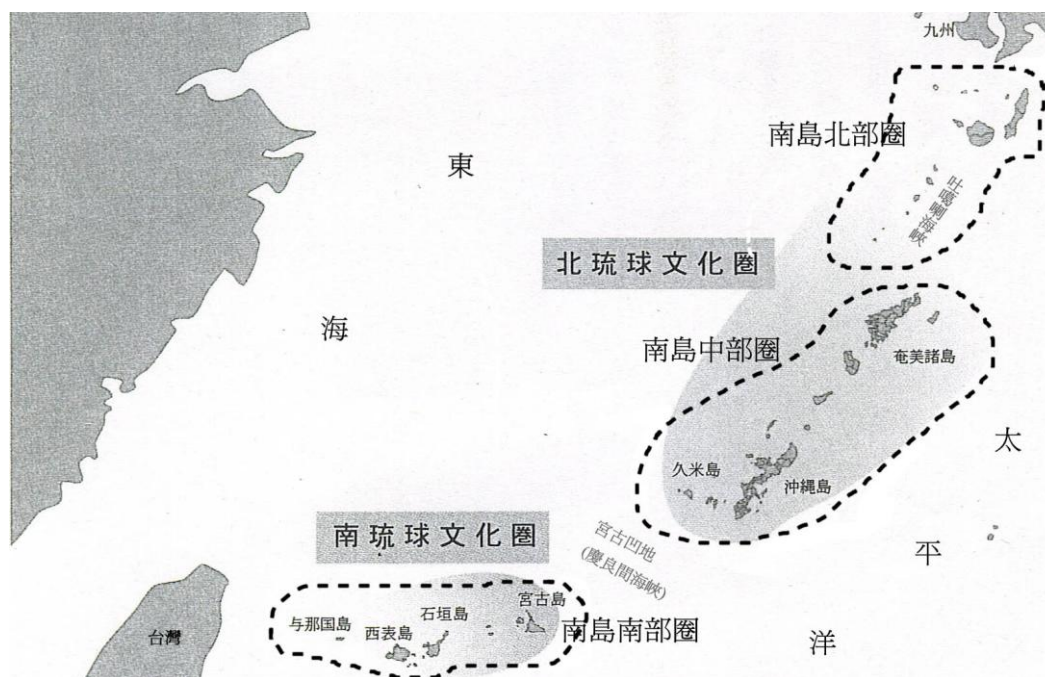 九州
南島北部圏
東
吐噶喇海峡
北琉球文化圏
海
南島中部圏
奄美諸島
太
久米島
沖縄島
南琉球文化圏
宮古凹地
(慶良間海峡)
平
宮古島
石垣島
与那国島
西表島
南島南部圏
台灣
洋